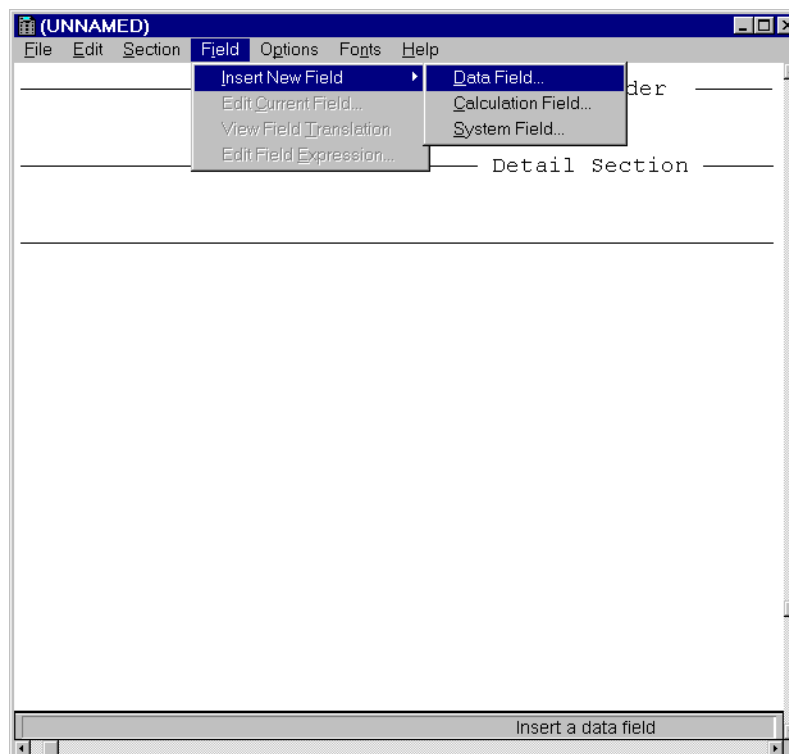 (UNNAMED)
File Edit Section Field Options Fonts Help
Insert New Field
Edit Current Field...
View Field Translation
Edit Field Expression...
Data Field...
Calculation Field...
System Field...
der
Detail Section
Insert a data field